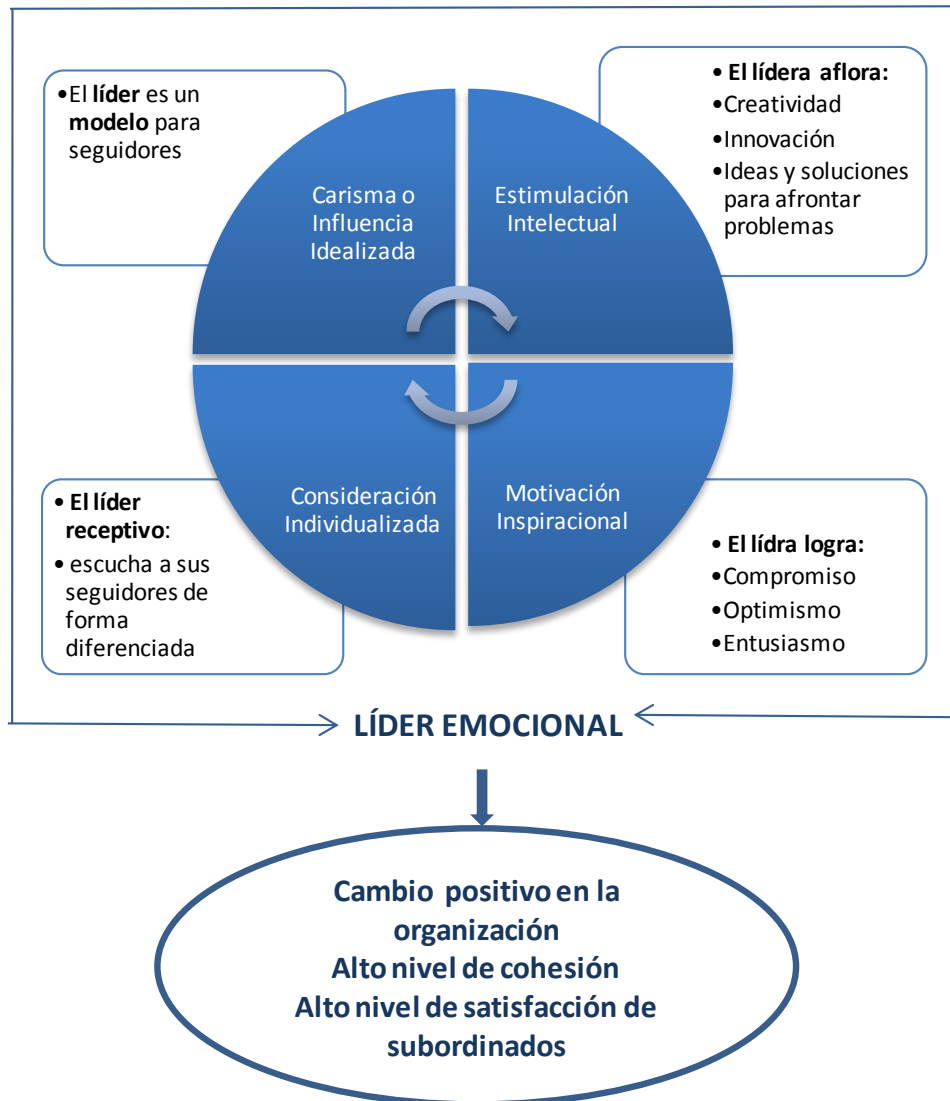 •El líder es un
modelo para
seguidores
Carisma o
Influencia
Idealizada
Estimulación
Intelectual
• El lídera aflora:
•Creatividad
•Innovación
•Ideas y soluciones
para afrontar
problemas
• El líder
receptivo:
• escucha a sus
seguidores de
forma
diferenciada
Consideración
Individualizada
Motivación
Inspiracional
• El lídra logra:
•Compromiso
•Optimismo
•Entusiasmo
LÍDER EMOCIONAL
Cambio positivo en la
organización
Alto nivel de cohesión
Alto nivel de satisfacción de
subordinados